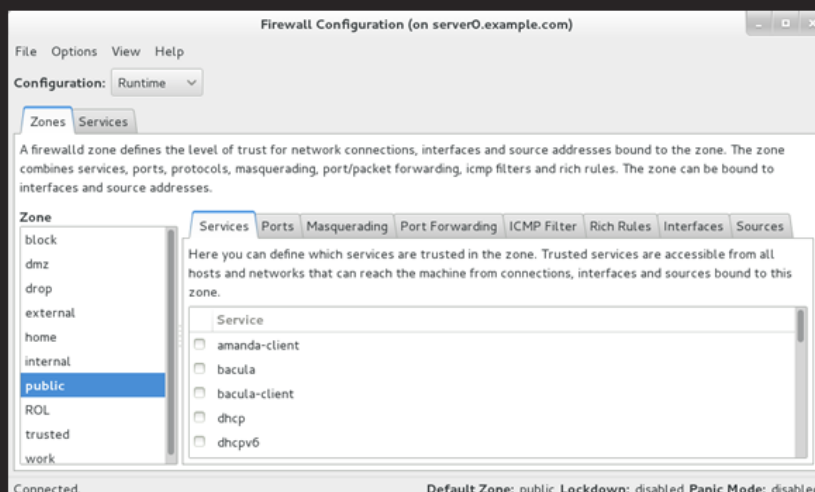 Firewall Configuration (on server0.example.com)
File Options View Help
Configuration: Runtime
Zones Services
A firewalld zone defines the level of trust for network connections, interfaces and source addresses bound to the zone. The zone
combines services, ports, protocols, masquerading, port/packet forwarding, icmp filters and rich rules. The zone can be bound to
interfaces and source addresses.
Zone
block
dmz
drop
external
home
internal
public
ROL
trusted
work
Services Ports Masquerading Port Forwarding ICMP Filter Rich Rules Interfaces Sources
Here you can define which services are trusted in the zone. Trusted services are accessible from all
hosts and networks that can reach the machine from connections, interfaces and sources bound to this
zone.
Service
amanda-client
bacula
bacula-client
dhcp
dhcpv6
Connected.
Default Zone: public Lockdown: disabled Panic Mode: disabled